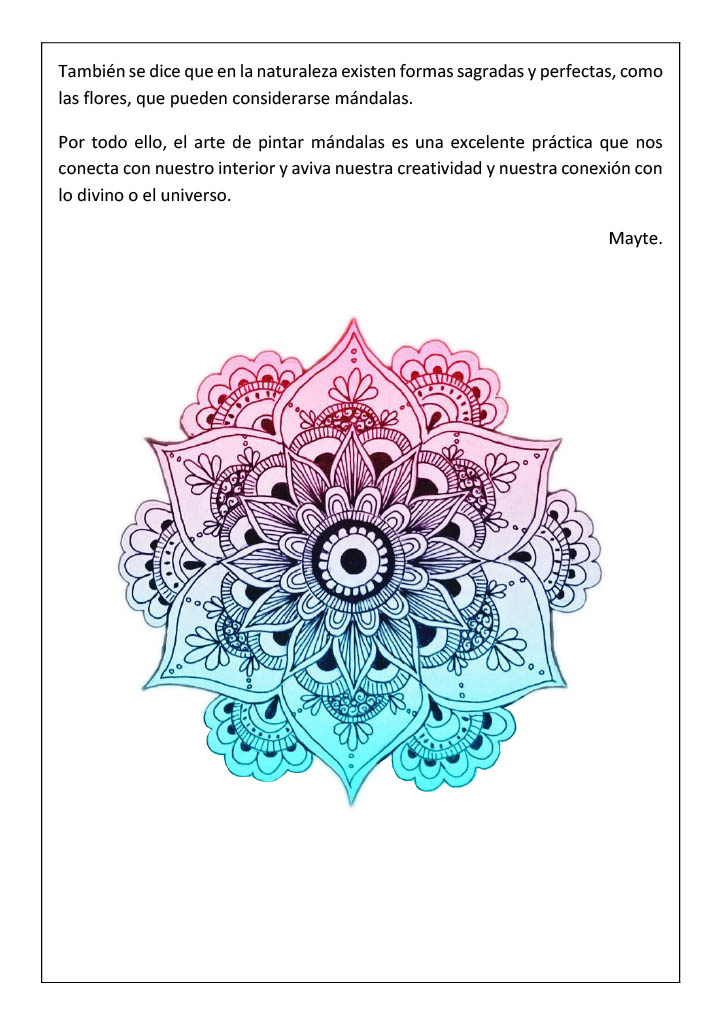 También se dice que en la naturaleza existen formas sagradas y perfectas, como
las flores, que pueden considerarse mándalas.
Por todo ello, el arte de pintar mándalas es una excelente práctica que nos
conecta con nuestro interior y aviva nuestra creatividad y nuestra conexión con
lo divino o el universo.
Mayte.